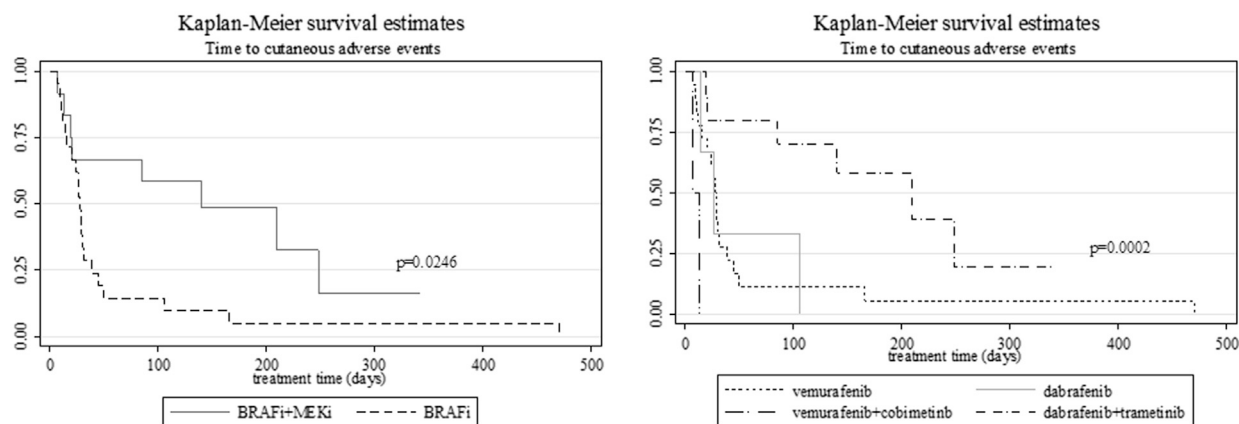 Kaplan-Meier survival estimates
Time to cutaneous adverse events
1.00
0.75
0.50
0.25
0.00
p=0.0246
0 100 200 300 400 500
treatment time (days)
BRAFi+MEKi BRAFi
Kaplan-Meier survival estimates
Time to cutaneous adverse events
1.00
0.75
0.50
0.25
0.00
p=0.0002
0 100 200 300 400 500
treatment time (days)
vemurafenib dabrafenib
vemurafenib+cobimetinb dabrafenib+trametinib